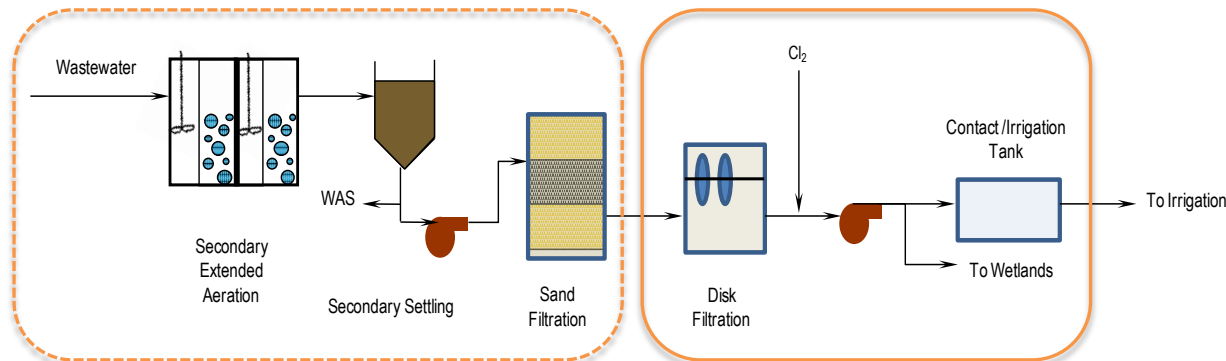 Wastewater
Secondary
Extended
Aeration
WAS
Secondary Settling
Sand
Filtration
Disk
Filtration
Cl₂
Contact /Irrigation
Tank
To Wetlands
To Irrigation